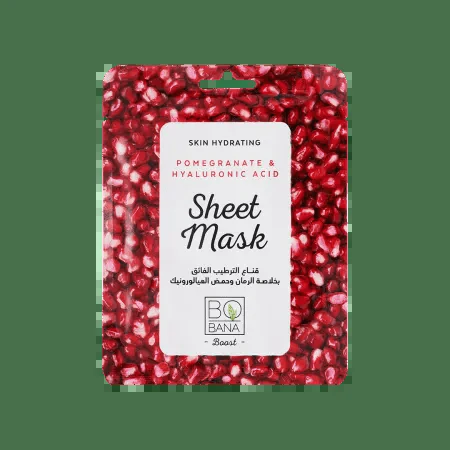 SKIN HYDRATING
POMEGRANATE &
HYALURONIC ACID
Sheet
Mask
قناع الترطيب الفائق
بخلاصة الرمان وحمض الهيالورونيك
BO
BANA
- Boost -